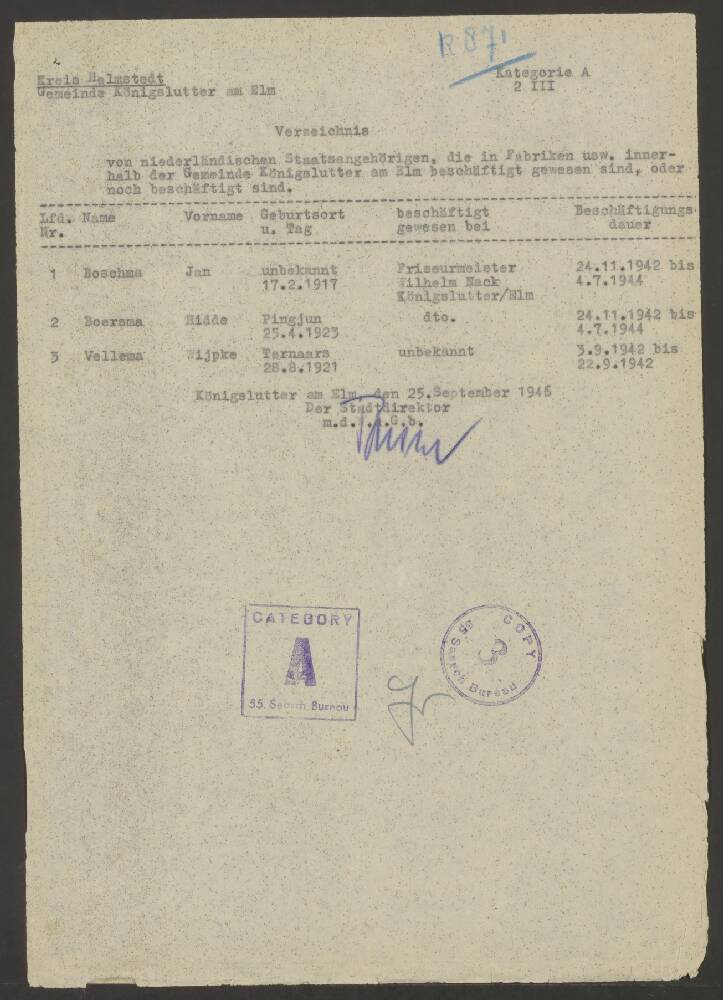 R 871
Kreis Helmstedt
Kategorie A
Gemeinde Königslutter am Elm
2 III
Verzeichnis
von niederländischen Staatsangehörigen, die in Fabriken usw. inner-
halb der Gemeinde Königslutter am Elm beschäftigt gewesen sind, oder
noch beschäftigt sind.
Lfd. Name Vorname Geburtsort beschäftigt Beschäftigungs
Nr. u. Tag gewesen bei dauer
1 Boschma Jan unbekannt Friseurmeister 24.11.1942 bis
17.2.1917 Wilhelm Nack 4.7.1944
Königslutter/Elm
2 Boersma Hidde Pingjun dto. 24.11.1942 bis
25.4.1923 4.7.1944
3 Vellema Wijpke Ternaars unbekannt 3.9.1942 bis
28.8.1921 22.9.1942
Königslutter am Elm, den 25.September 1946
Der Stadtdirektor
m.d. .d.G.b.
CATEGORY
A
55. Search Bureau
COPY
3
55 Search Bureau